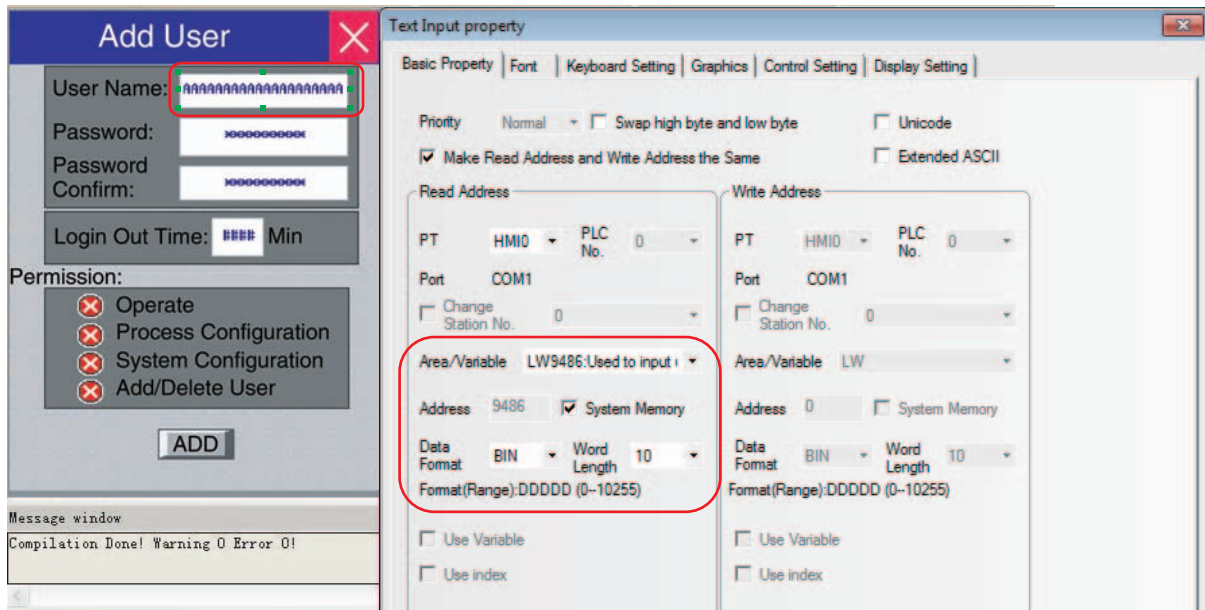 Add User
User Name: AAAAAAAAAAAAAAAAAAAA
Password: **********
Password
Confirm: **********
Login Out Time: #### Min
Permission:
Operate
Process Configuration
System Configuration
Add/Delete User
ADD
Message window
Compilation Done! Warning 0 Error 0!
Text Input property
Basic Property Font Keyboard Setting Graphics Control Setting Display Setting
Priority Normal Swap high byte and low byte Unicode
Make Read Address and Write Address the Same Extended ASCII
Read Address Write Address
PT HMI0 PLC No. 0 PT HMI0 PLC No. 0
Port COM1 Port COM1
Change Station No. 0 Change Station No. 0
Area/Variable LW9486:Used to input Area/Variable LW
Address 9486 System Memory Address 0 System Memory
Data Format BIN Word Length 10 Data Format BIN Word Length 10
Format(Range):DDDDD (0--10255) Format(Range):DDDDD (0--10255)
Use Variable Use Variable
Use index Use index